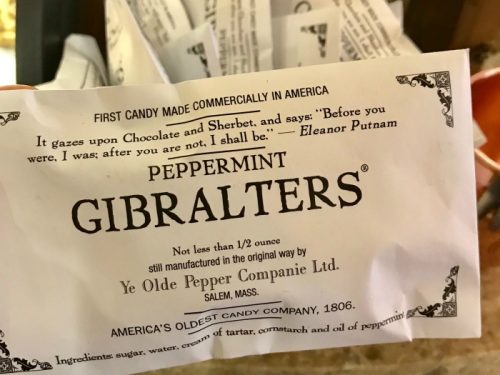 FIRST CANDY MADE COMMERCIALLY IN AMERICA
It gazes upon Chocolate and Sherbet, and says: "Before you
were, I was; after you are not, I shall be." — Eleanor Putnam
PEPPERMINT
GIBRALTERS®
Not less than 1/2 ounce
still manufactured in the original way by
Ye Olde Pepper Companie Ltd.
SALEM, MASS.
AMERICA'S OLDEST CANDY COMPANY, 1806.
Ingredients: sugar, water, cream of tartar, cornstarch and oil of peppermint